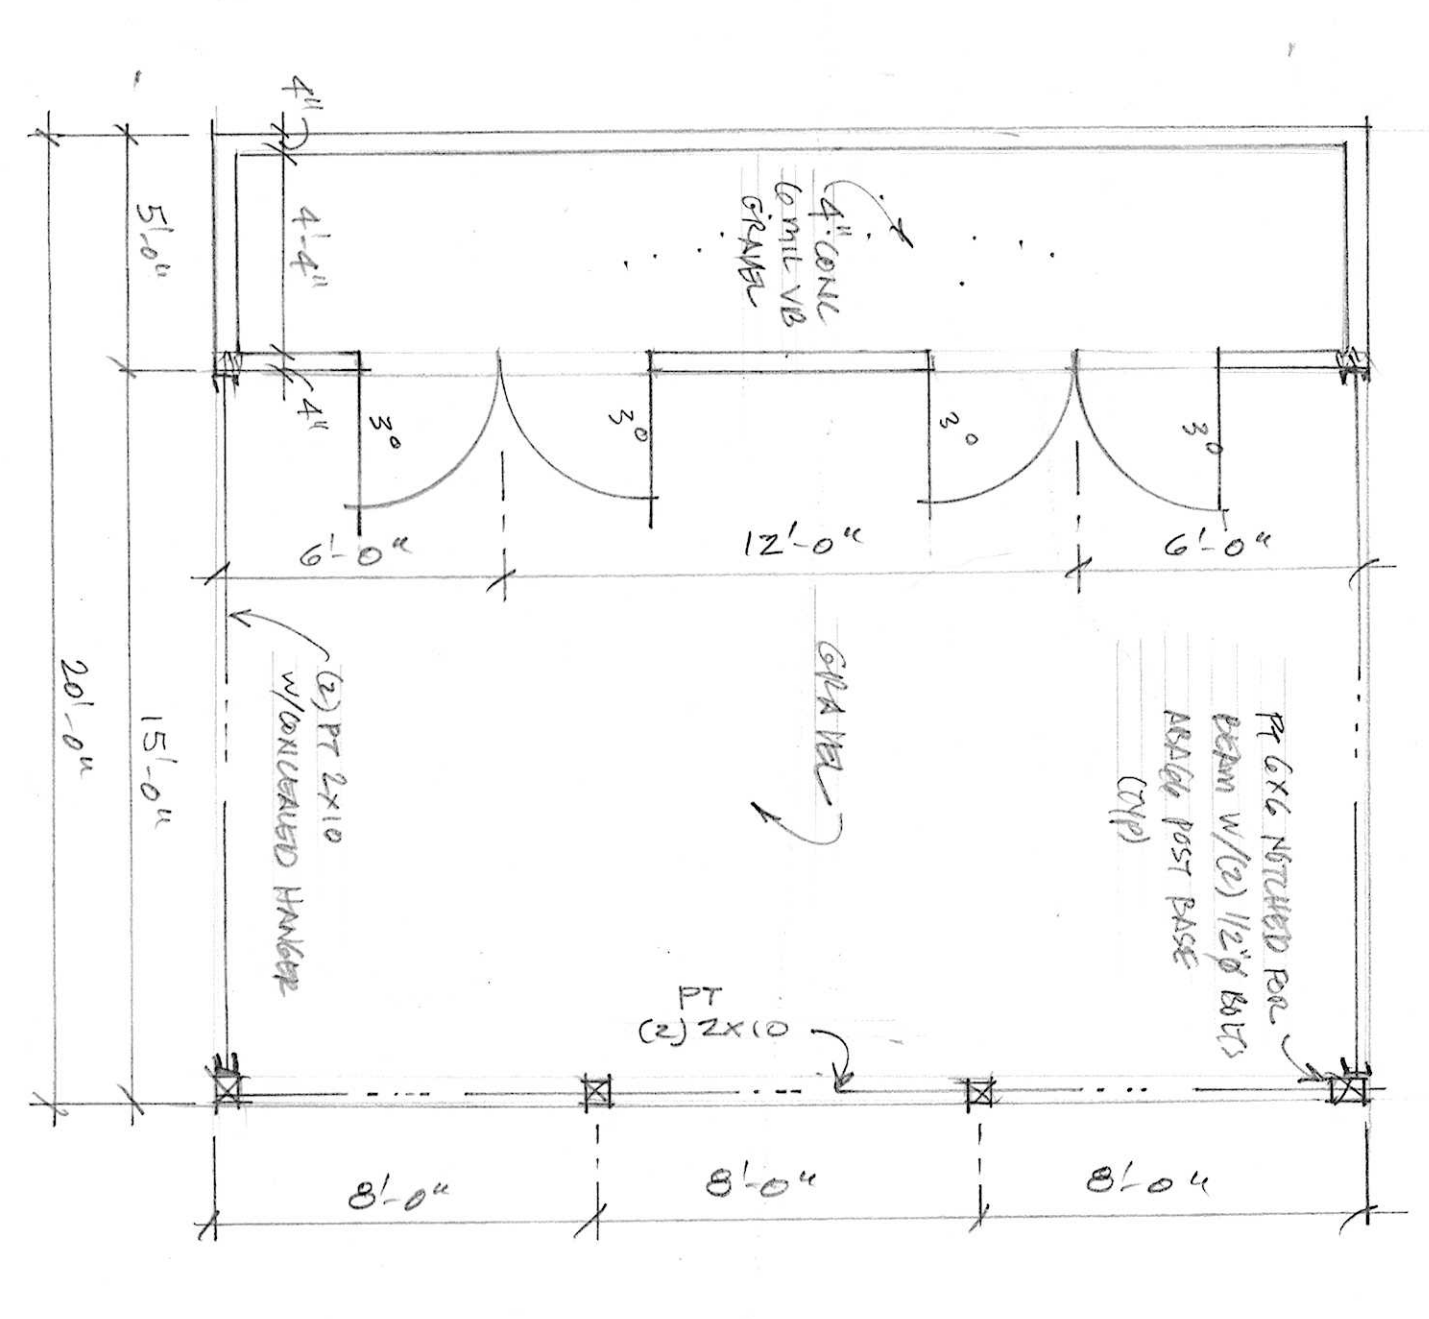 4"
5'-0"
4'-4"
4" CONC
6 MIL VB
GRAVEL
4"
3⁰
3⁰
3⁰
3⁰
6'-0"
12'-0"
6'-0"
20'-0"
15'-0"
(2) PT 2x10
W/CONCEALED HANGER
GRAVEL
PT 6x6 NOTCHED FOR
BEAM W/(2) 1/2"Ø BOLTS
ABA66 POST BASE
(TYP)
PT
(2) 2x10
8'-0"
8'-0"
8'-0"